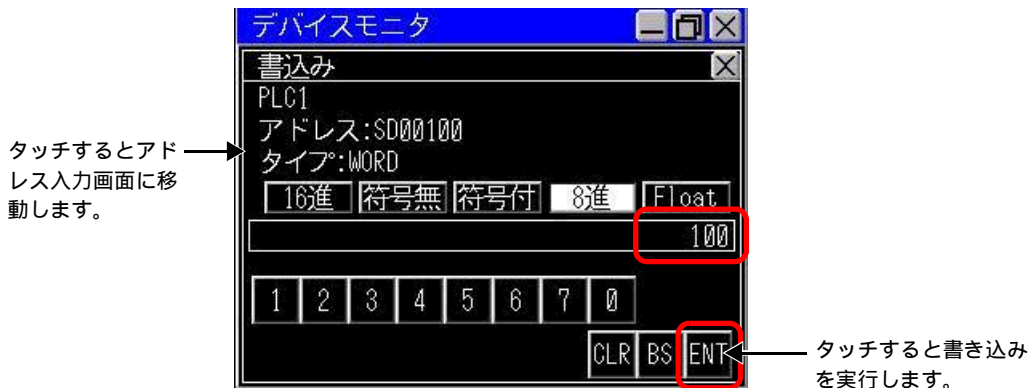 デバイスモニタ
書込み
PLC1
アドレス:SD00100
タイプ:WORD
16進 符号無 符号付 8進 Float
100
1 2 3 4 5 6 7 0
CLR BS ENT
タッチするとアド
レス入力画面に移
動します。
タッチすると書き込み
を実行します。